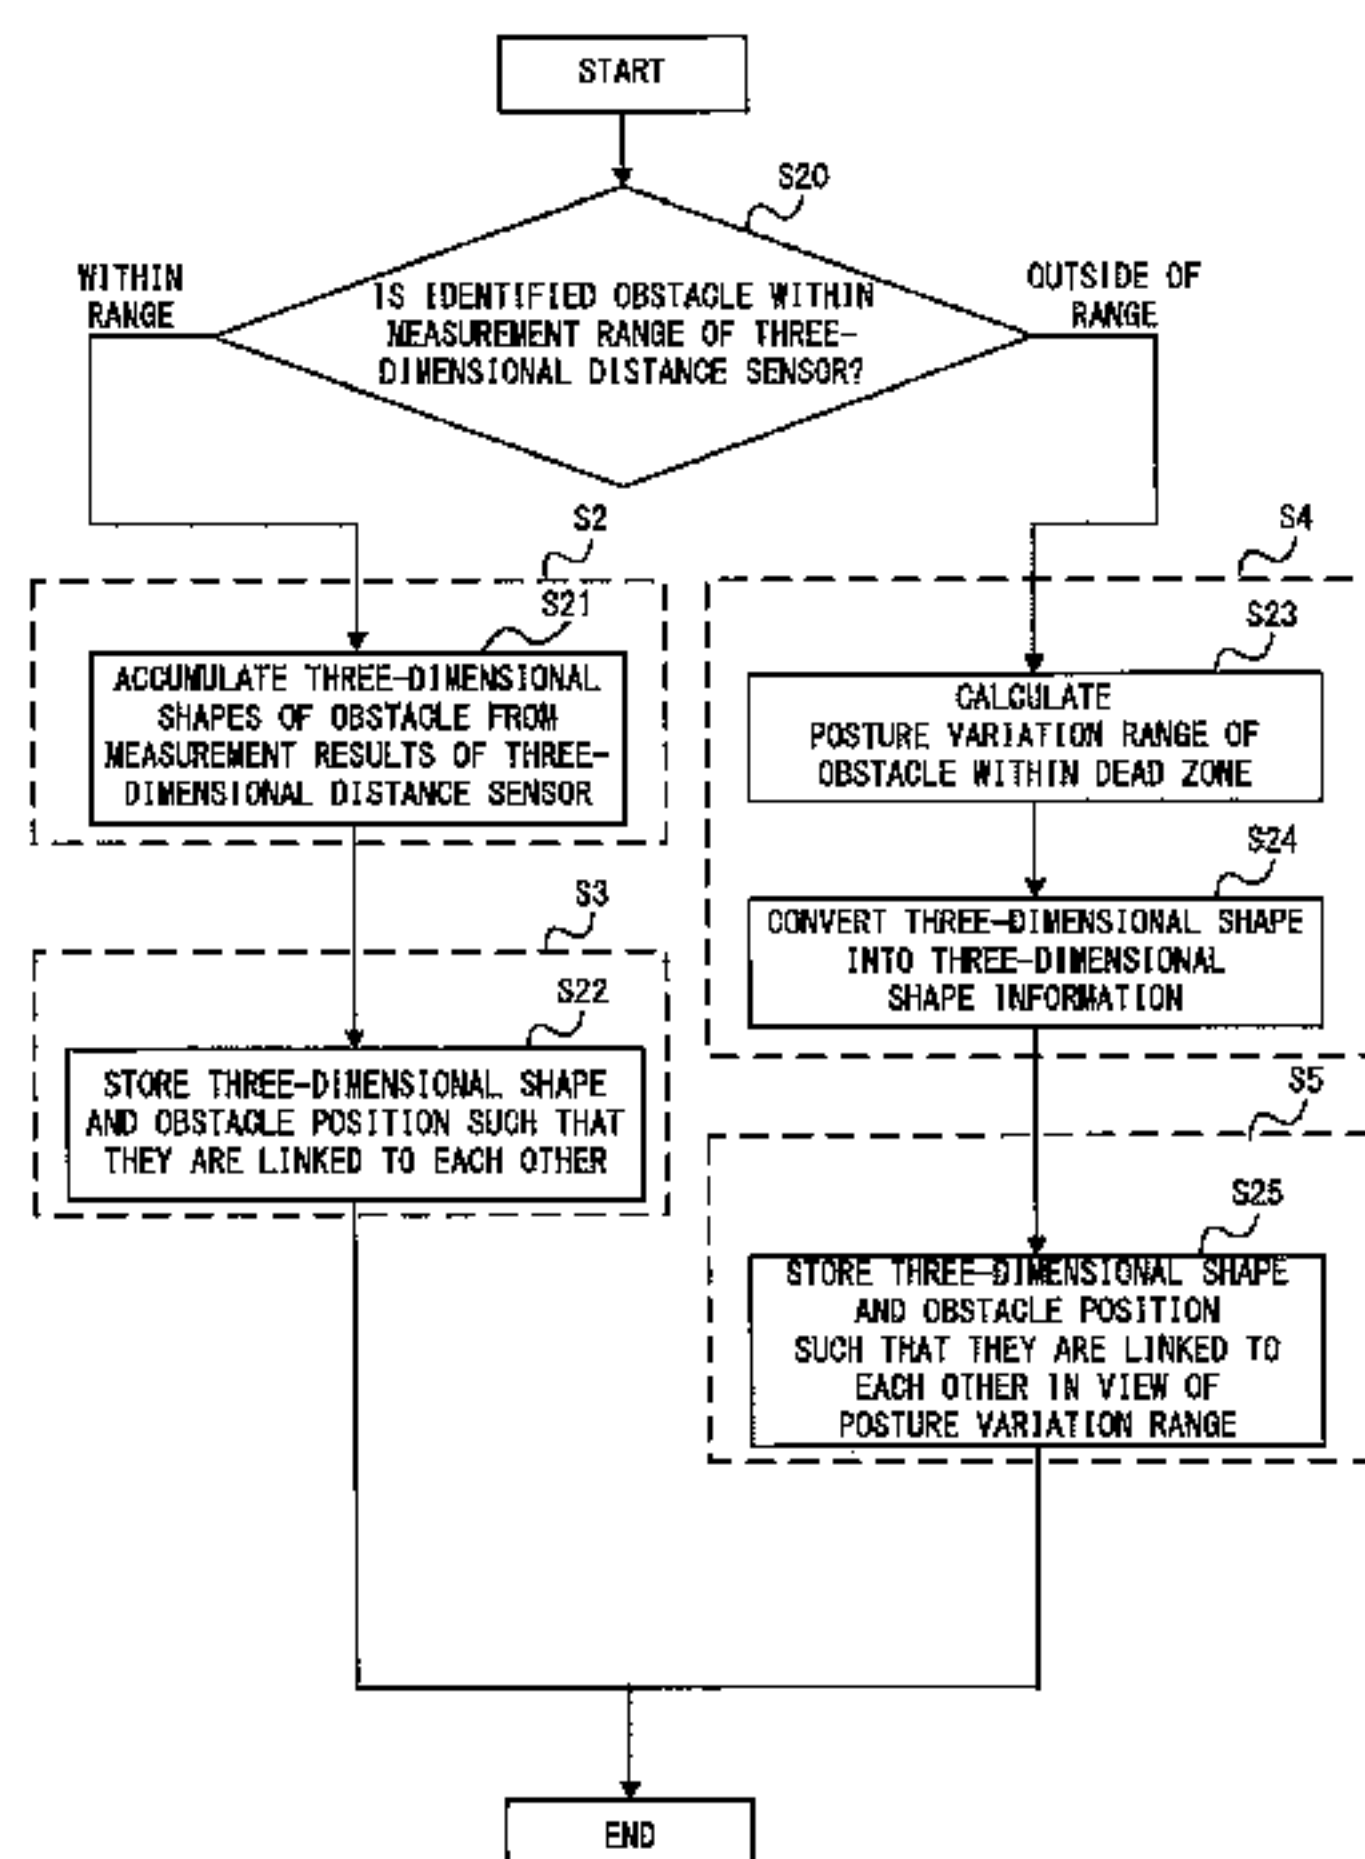 START
S20
WITHIN
RANGE
IS IDENTIFIED OBSTACLE WITHIN
MEASUREMENT RANGE OF THREE-
DIMENSIONAL DISTANCE SENSOR?
OUTSIDE OF
RANGE
S2
S21
ACCUMULATE THREE-DIMENSIONAL
SHAPES OF OBSTACLE FROM
MEASUREMENT RESULTS OF THREE-
DIMENSIONAL DISTANCE SENSOR
S3
S22
STORE THREE-DIMENSIONAL SHAPE
AND OBSTACLE POSITION SUCH THAT
THEY ARE LINKED TO EACH OTHER
S4
S23
CALCULATE
POSTURE VARIATION RANGE OF
OBSTACLE WITHIN DEAD ZONE
S24
CONVERT THREE-DIMENSIONAL SHAPE
INTO THREE-DIMENSIONAL
SHAPE INFORMATION
S5
S25
STORE THREE-DIMENSIONAL SHAPE
AND OBSTACLE POSITION
SUCH THAT THEY ARE LINKED TO
EACH OTHER IN VIEW OF
POSTURE VARIATION RANGE
END